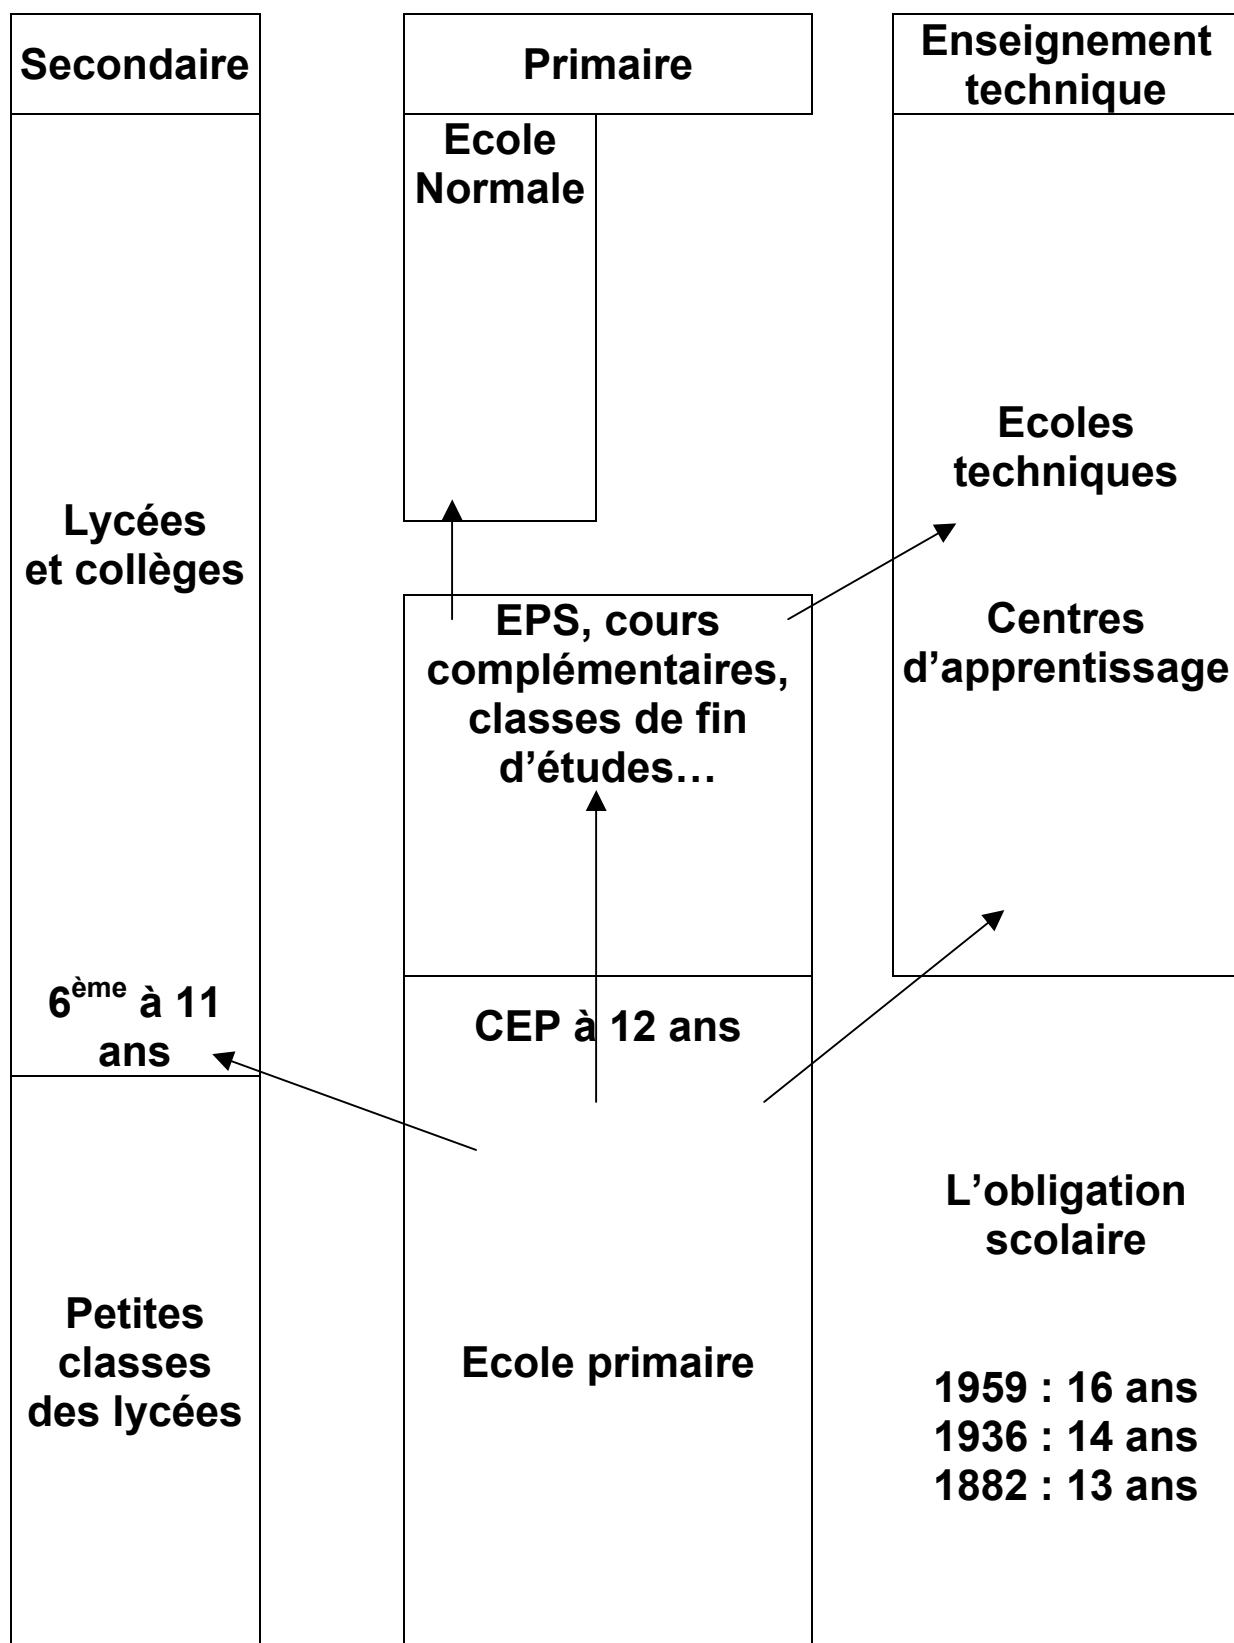 Secondaire
Primaire
Enseignement
technique
Ecole
Normale
Ecoles
techniques
Lycées
et collèges
EPS, cours
complémentaires,
classes de fin
d’études…
Centres
d’apprentissage
6ème à 11
ans
CEP à 12 ans
L’obligation
scolaire
Petites
classes
des lycées
Ecole primaire
1959 : 16 ans
1936 : 14 ans
1882 : 13 ans